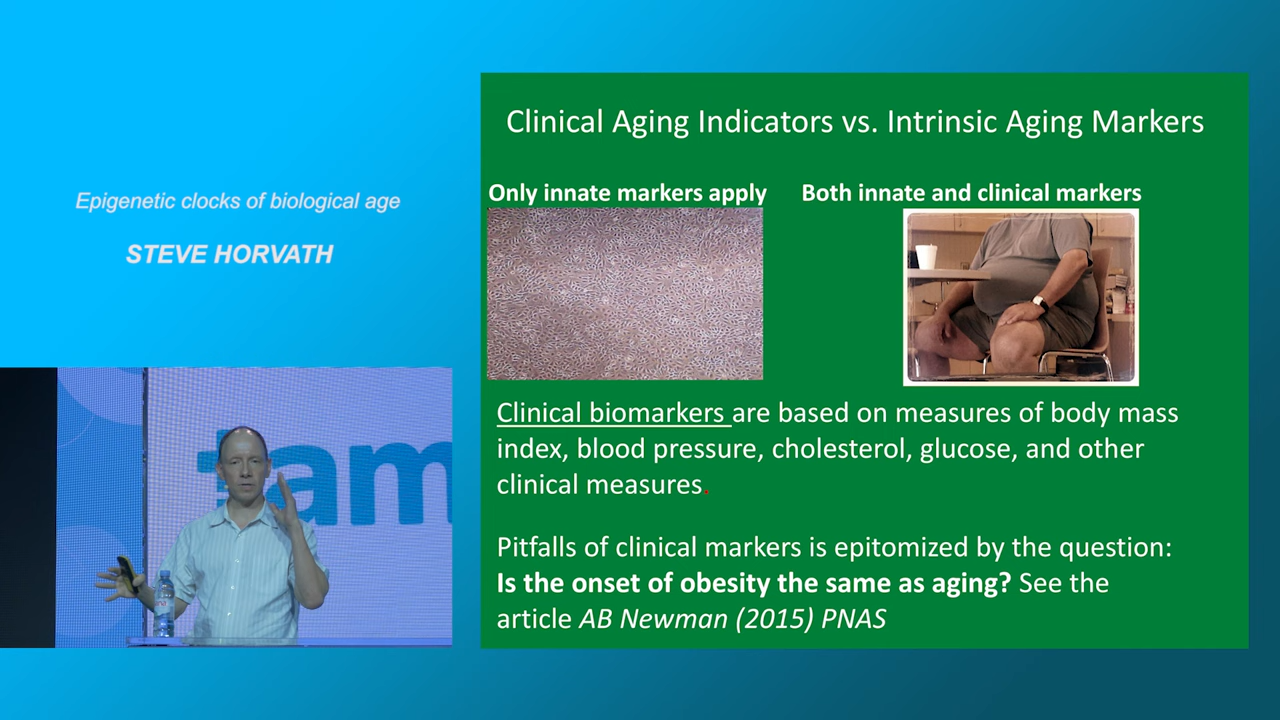 Epigenetic clocks of biological age
STEVE HORVATH
Clinical Aging Indicators vs. Intrinsic Aging Markers
Only innate markers apply
Both innate and clinical markers
Clinical biomarkers are based on measures of body mass
index, blood pressure, cholesterol, glucose, and other
clinical measures.
Pitfalls of clinical markers is epitomized by the question:
Is the onset of obesity the same as aging? See the
article AB Newman (2015) PNAS